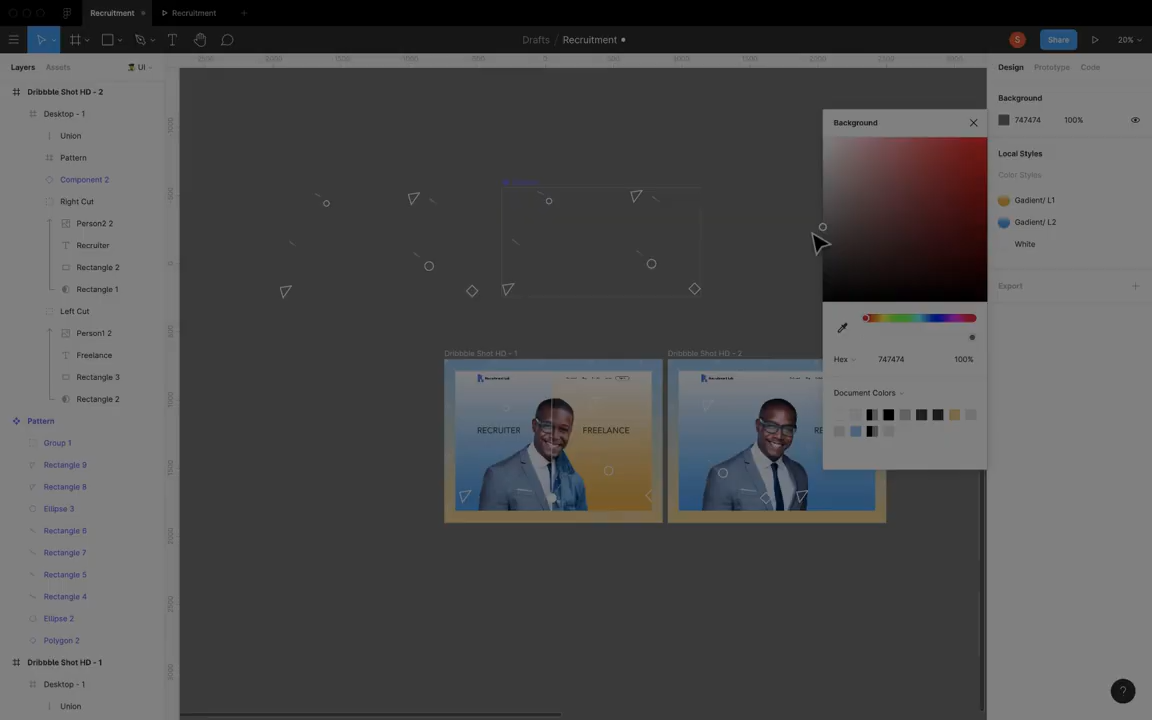 Recruitment
Recruitment
Drafts / Recruitment
S
Share
20%
Layers
Assets
UI
Dribbble Shot HD - 2
Desktop - 1
Union
Pattern
Component 2
Right Cut
Person2 2
Recruiter
Rectangle 2
Rectangle 1
Left Cut
Person1 2
Freelance
Rectangle 3
Rectangle 2
Pattern
Group 1
Rectangle 9
Rectangle 8
Ellipse 3
Rectangle 6
Rectangle 7
Rectangle 5
Rectangle 4
Ellipse 2
Polygon 2
Dribbble Shot HD - 1
Desktop - 1
Union
Dribbble Shot HD - 1
Dribbble Shot HD - 2
RECRUITER
FREELANCE
Background
Hex
747474
100%
Document Colors
Design
Prototype
Code
Background
747474
100%
Local Styles
Color Styles
Gadient/ L1
Gadient/ L2
White
Export
?